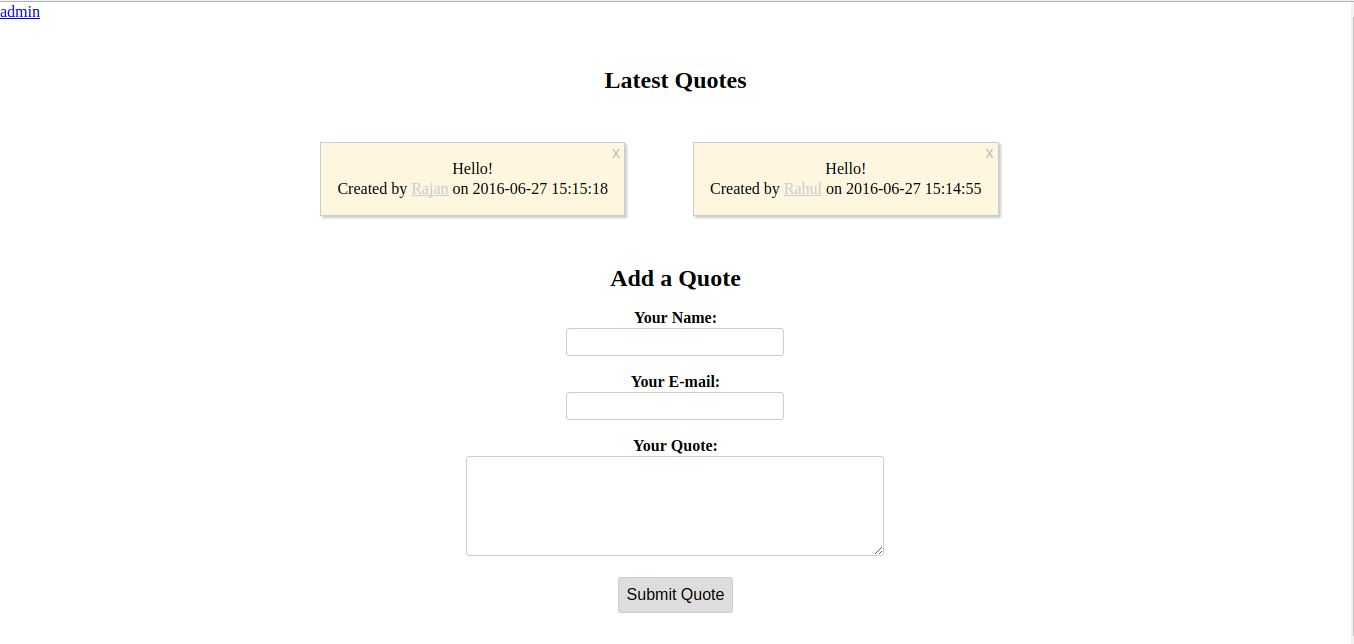 admin
Latest Quotes
x
Hello!
Created by Rajan on 2016-06-27 15:15:18
x
Hello!
Created by Rahul on 2016-06-27 15:14:55
Add a Quote
Your Name:
Your E-mail:
Your Quote:
Submit Quote